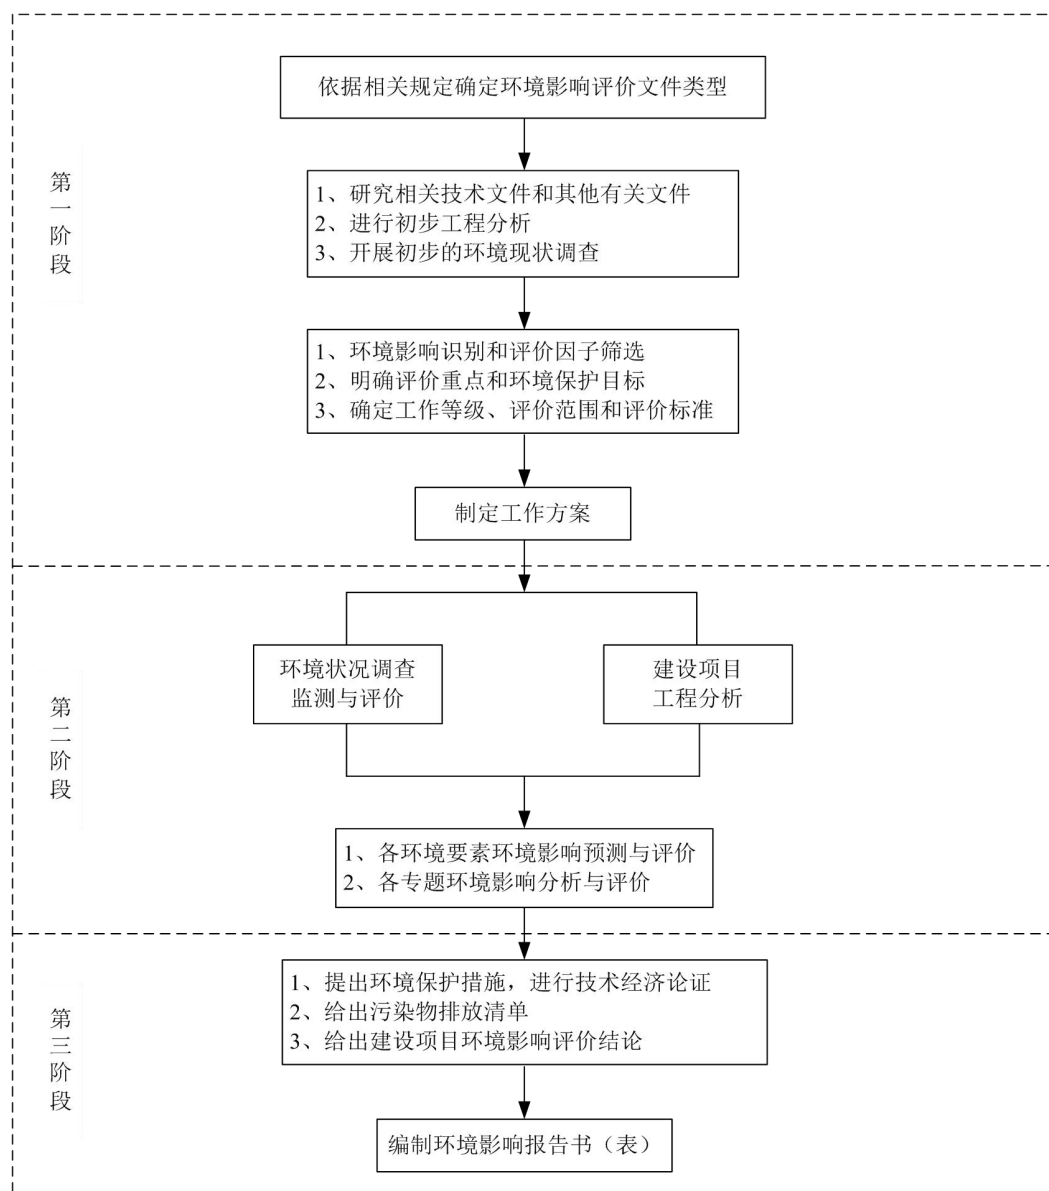 依据相关规定确定环境影响评价文件类型
第一阶段
1、研究相关技术文件和其他有关文件
2、进行初步工程分析
3、开展初步的环境现状调查
1、环境影响识别和评价因子筛选
2、明确评价重点和环境保护目标
3、确定工作等级、评价范围和评价标准
制定工作方案
第二阶段
环境状况调查
监测与评价
建设项目
工程分析
1、各环境要素环境影响预测与评价
2、各专题环境影响分析与评价
第三阶段
1、提出环境保护措施，进行技术经济论证
2、给出污染物排放清单
3、给出建设项目环境影响评价结论
编制环境影响报告书（表）